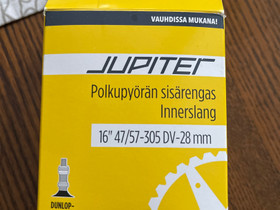 VAUHDISSA MUKANA!
JUPITER
Polkupyörän sisärengas
Innerslang
16" 47/57-305 DV-28 mm
DUNLOP-